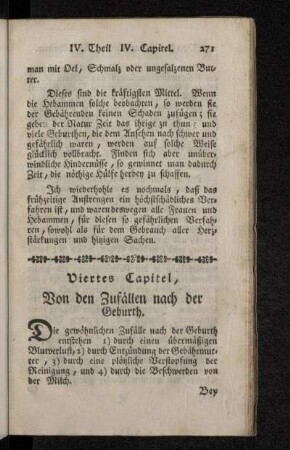 IV. Theil IV. Capitel. 271
man mit Oel, Schmalz oder ungesalzenen But-
ter.
Dieses sind die kräftigsten Mittel. Wenn
die Hebammen solche beobachten, so werden sie
der Gebährenden keinen Schaden zufügen; sie
geben der Natur Zeit das ihrige zu thun; und
viele Geburthen, die dem Ansehen nach schwer und
gefährlich waren, werden auf solche Weise
glücklich vollbracht. Finden sich aber unüber-
windliche Hindernüsse, so gewinnet man dadurch
Zeit, die nöthige Hülfe herbey zu schaffen.
Ich wiederhohle es nochmals, daß das
frühzeitige Anstrengen ein höchstschädliches Ver-
fahren ist, und waren deswegen alle Frauen und
Hebammen, für diesen so gefährlichen Verfah-
ren, sowohl als für dem Gebrauch aller Herz-
stärkungen und hitzigen Sachen.
Viertes Capitel,
Von den Zufällen nach der
Geburth.
Die gewöhnlichen Zufälle nach der Geburth
entstehen 1) durch einen übermäßigen
Blutverlust, 2) durch Entzündung der Gebährmut-
ter, 3) durch eine plötzliche Verstopfung der
Reinigung, und 4) durch die Beschwerden von
der Milch.
Bey